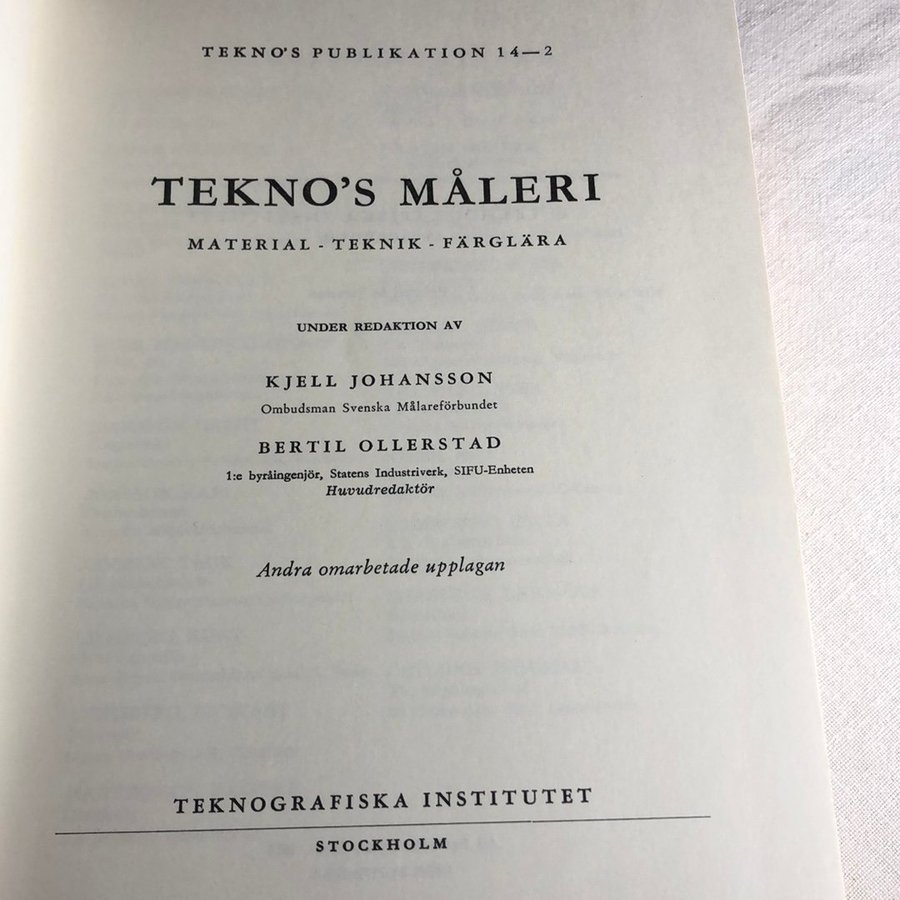 TEKNO'S PUBLIKATION 14—2
TEKNO'S MÅLERI
MATERIAL - TEKNIK - FÄRGLÄRA
UNDER REDAKTION AV
KJELL JOHANSSON
Ombudsman Svenska Målareförbundet
BERTIL OLLERSTAD
1:e byråingenjör, Statens Industriverk, SIFU-Enheten
Huvudredaktör
Andra omarbetade upplagan
TEKNOGRAFISKA INSTITUTET
STOCKHOLM